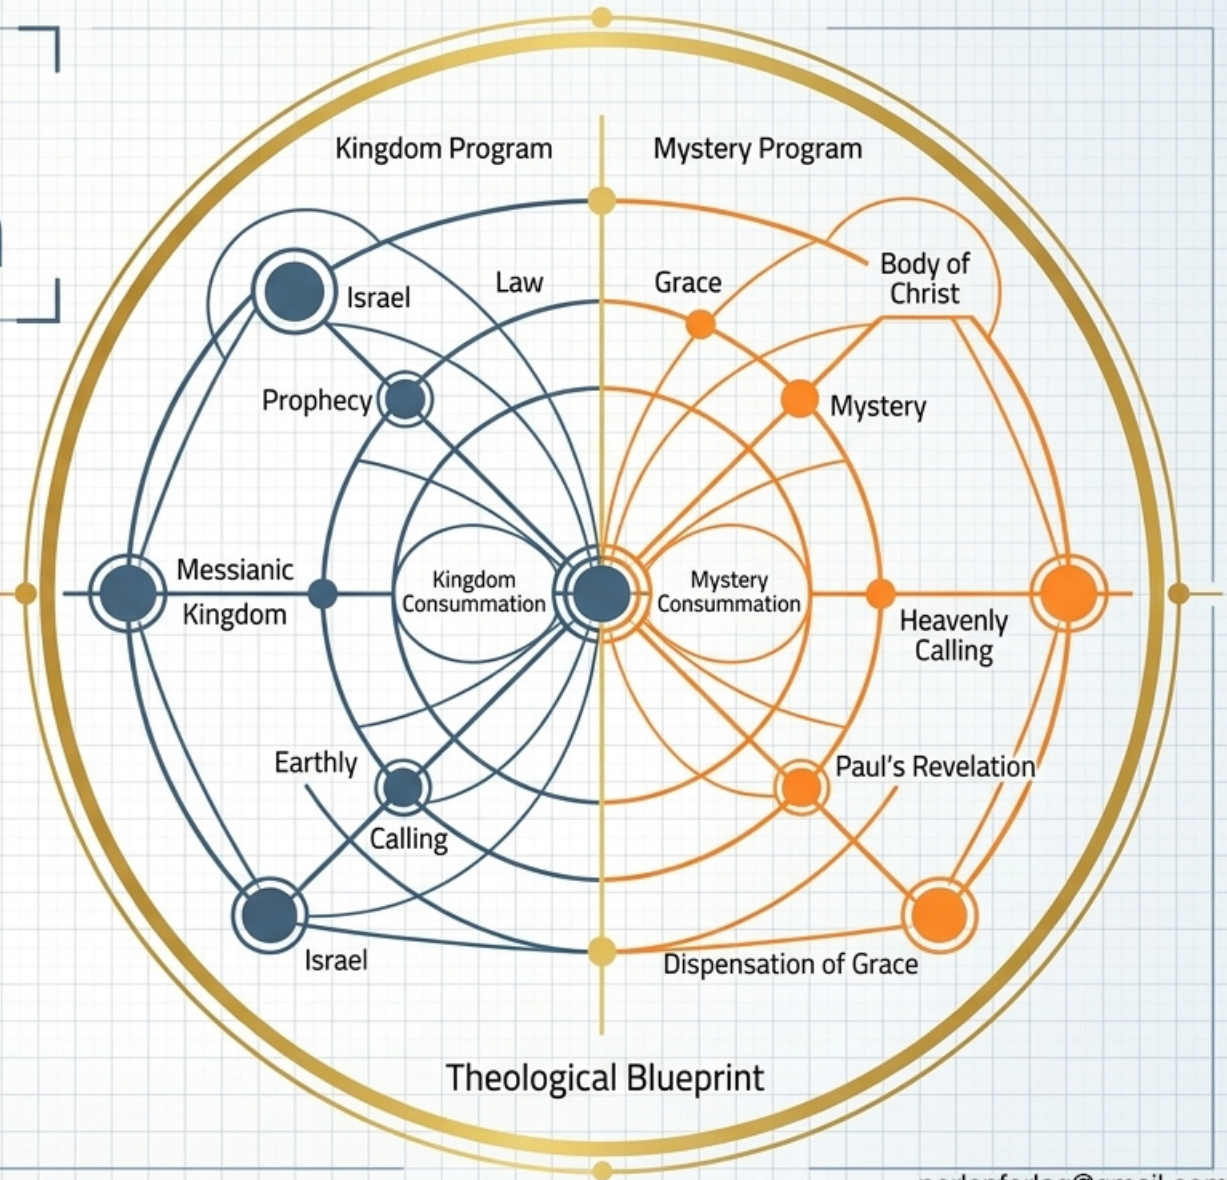 Kingdom Program
Mystery Program
Law
Grace
Body of
Christ
Israel
Prophecy
Mystery
Messianic
Kingdom
Kingdom
Consummation
Mystery
Consummation
Heavenly
Calling
Earthly
Calling
Paul's Revelation
Israel
Dispensation of Grace
Theological Blueprint